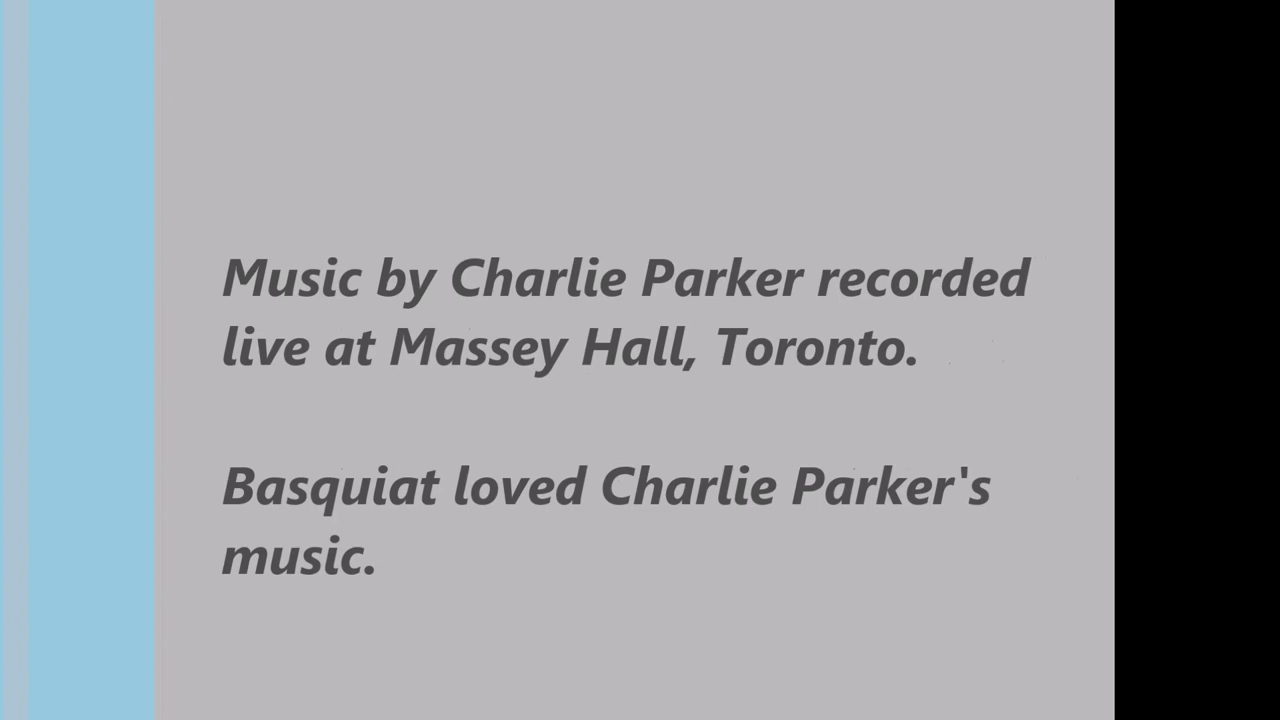 Music by Charlie Parker recorded
live at Massey Hall, Toronto.
Basquiat loved Charlie Parker's
music.